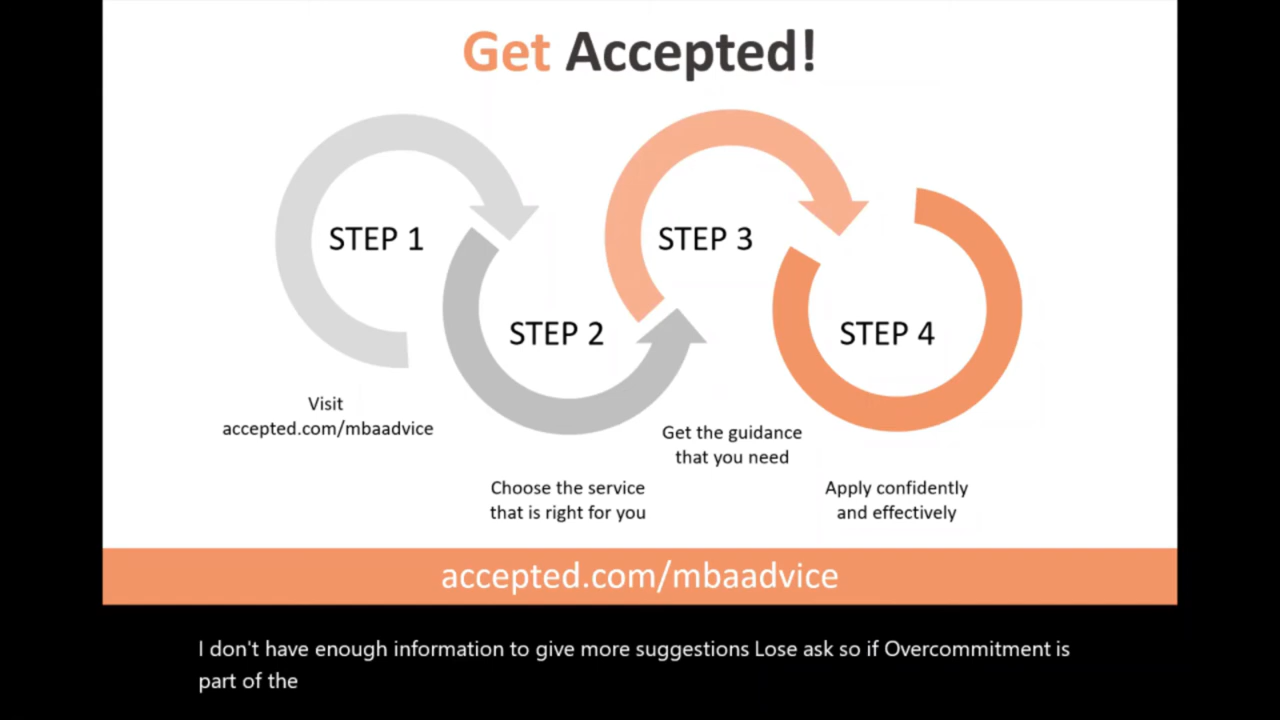 Get Accepted!
STEP 1
STEP 3
STEP 2
STEP 4
Visit
accepted.com/mbaadvice
Get the guidance
that you need
Choose the service
that is right for you
Apply confidently
and effectively
accepted.com/mbaadvice
I don't have enough information to give more suggestions Lose ask so if Overcommitment is
part of the